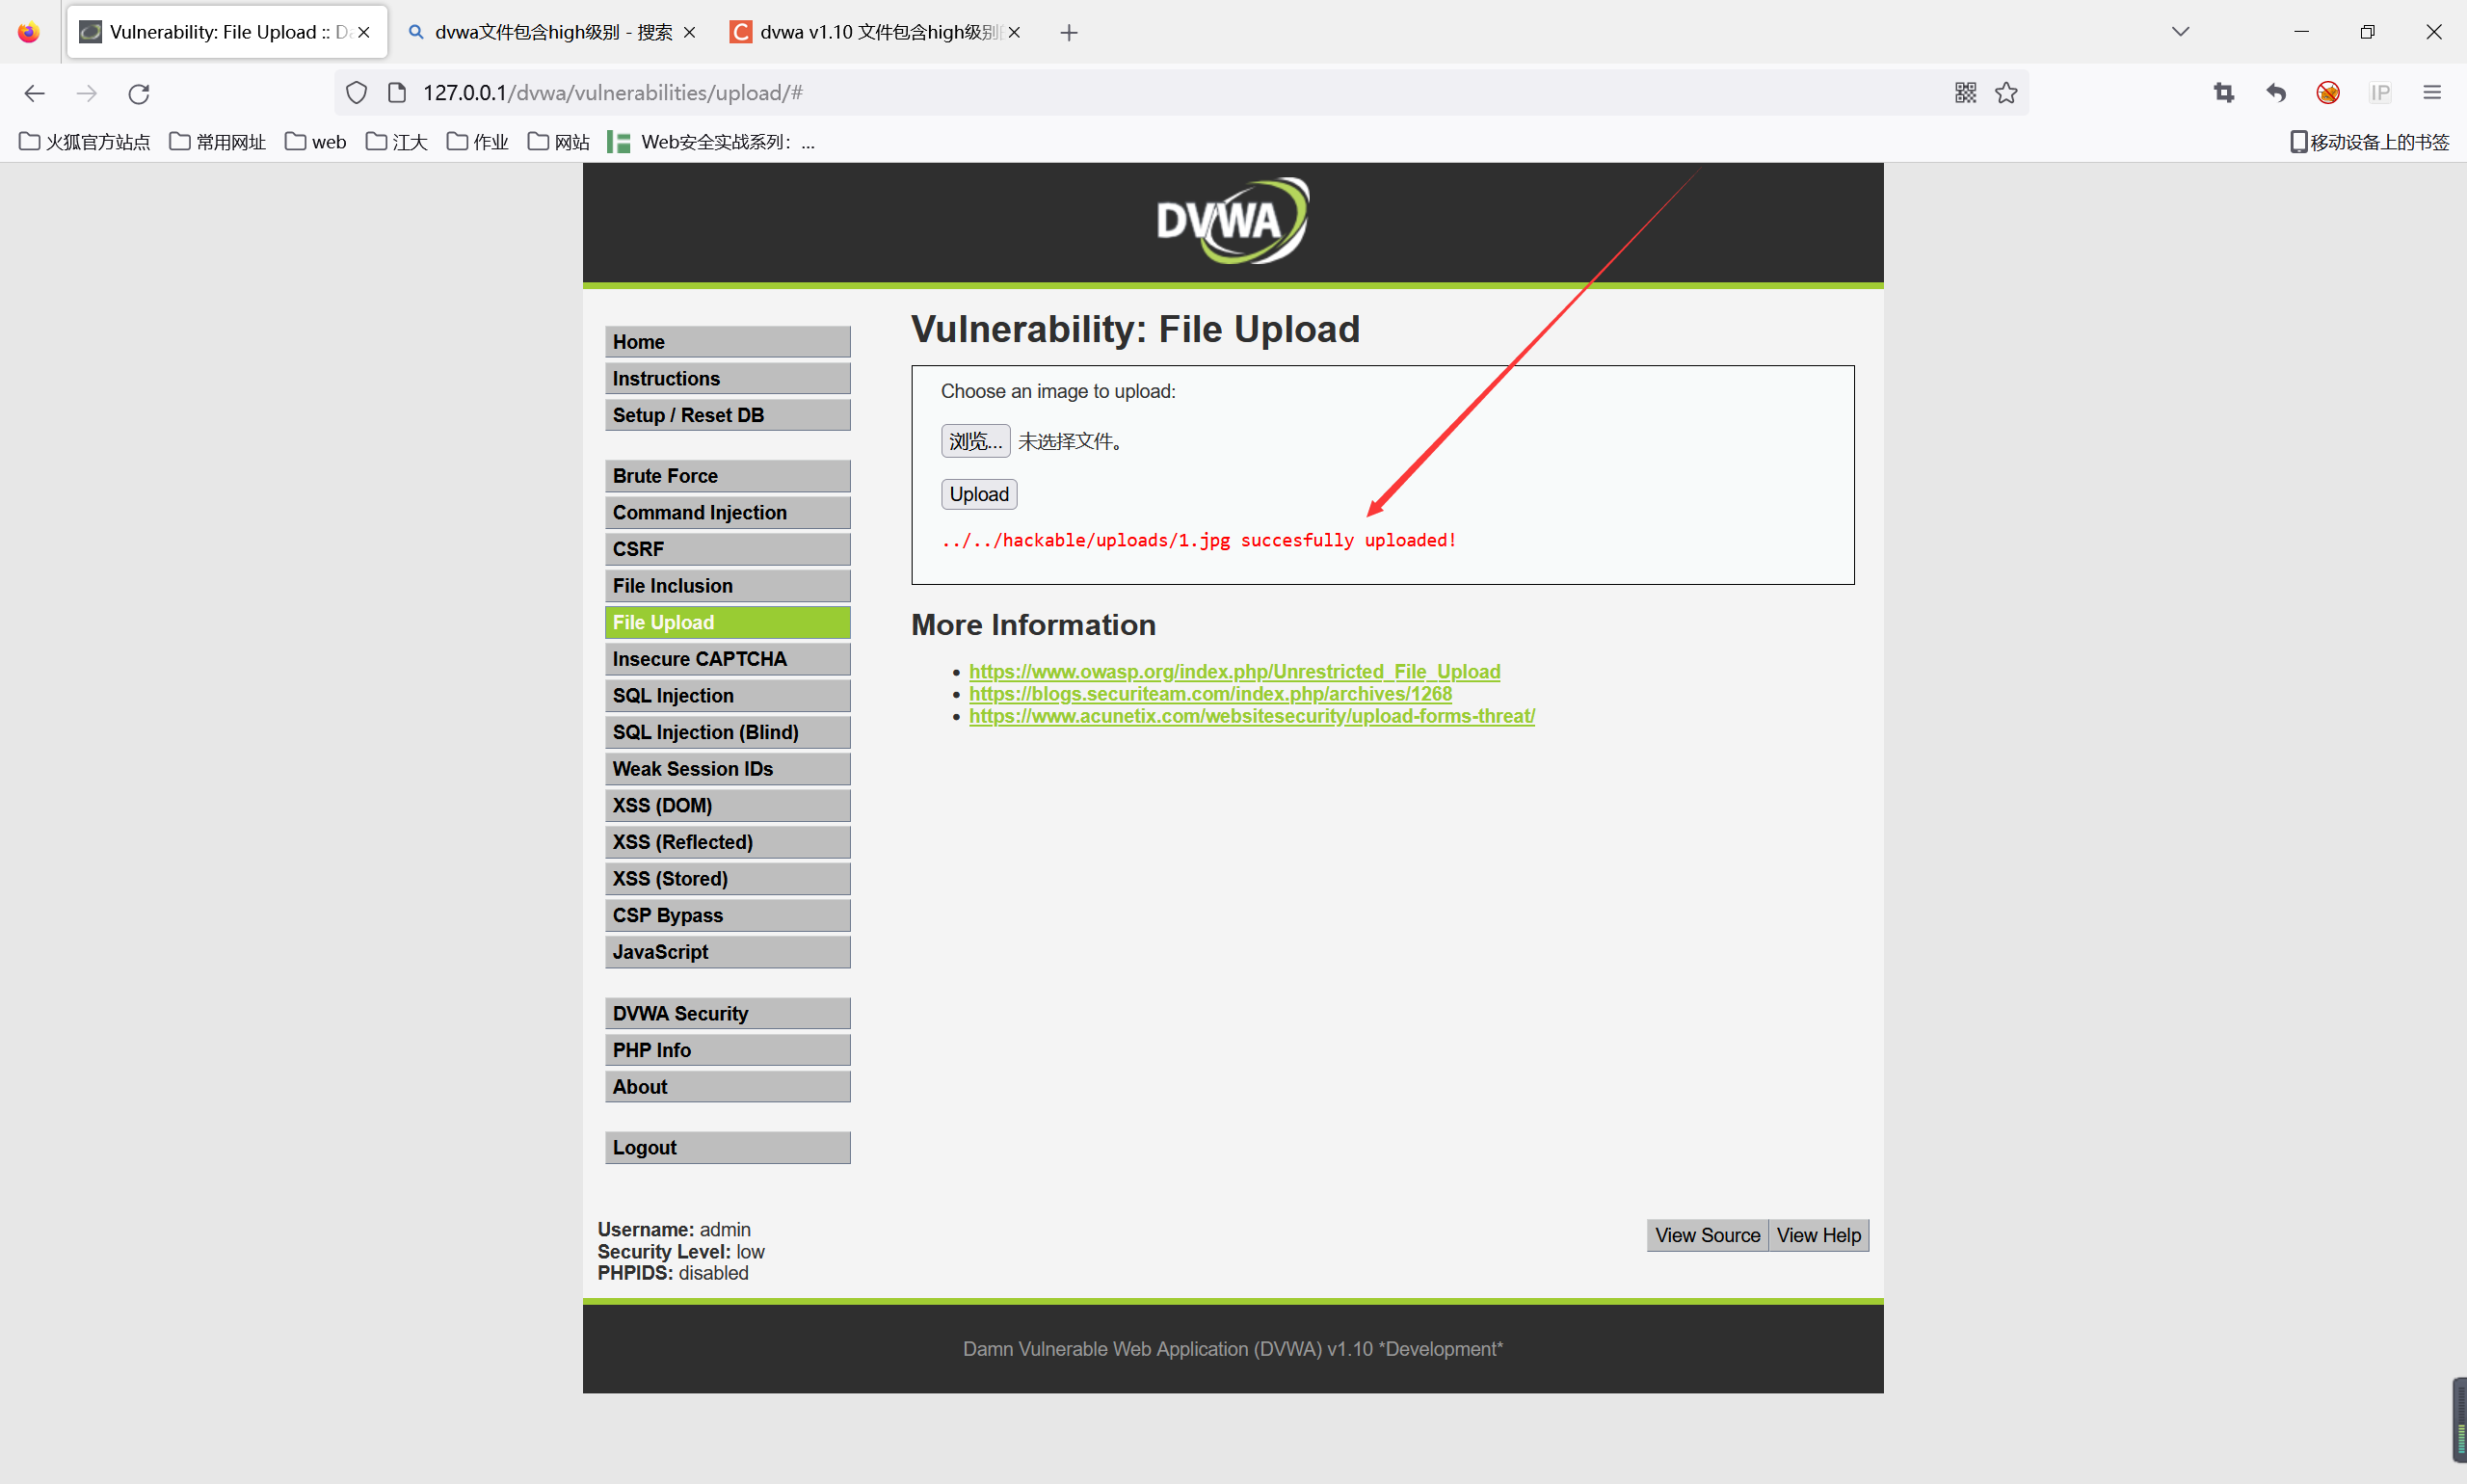 Vulnerability: File Upload :: D
dvwa文件包含high级别 - 搜索
dvwa v1.10 文件包含high级别
127.0.0.1/dvwa/vulnerabilities/upload/#
IP
火狐官方站点
常用网址
web
江大
作业
网站
Web安全实战系列：...
移动设备上的书签
DVWA
Home
Instructions
Setup / Reset DB
Brute Force
Command Injection
CSRF
File Inclusion
File Upload
Insecure CAPTCHA
SQL Injection
SQL Injection (Blind)
Weak Session IDs
XSS (DOM)
XSS (Reflected)
XSS (Stored)
CSP Bypass
JavaScript
DVWA Security
PHP Info
About
Logout
Vulnerability: File Upload
Choose an image to upload:
浏览... 未选择文件。
Upload
../../hackable/uploads/1.jpg succesfully uploaded!
More Information
https://www.owasp.org/index.php/Unrestricted_File_Upload
https://blogs.securiteam.com/index.php/archives/1268
https://www.acunetix.com/websitesecurity/upload-forms-threat/
Username: admin
Security Level: low
PHPIDS: disabled
View Source
View Help
Damn Vulnerable Web Application (DVWA) v1.10 *Development*